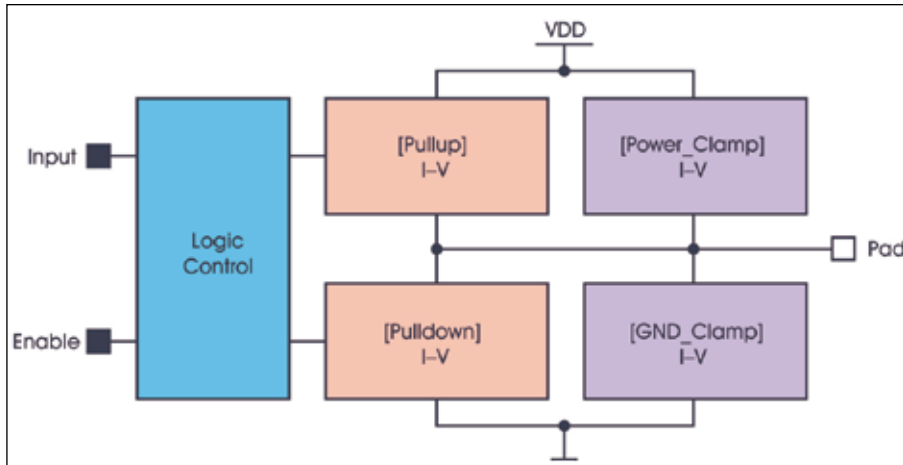 VDD
Input
Enable
Logic
Control
[Pullup]
I–V
[Pulldown]
I–V
[Power_Clamp]
I–V
[GND_Clamp]
I–V
Pad